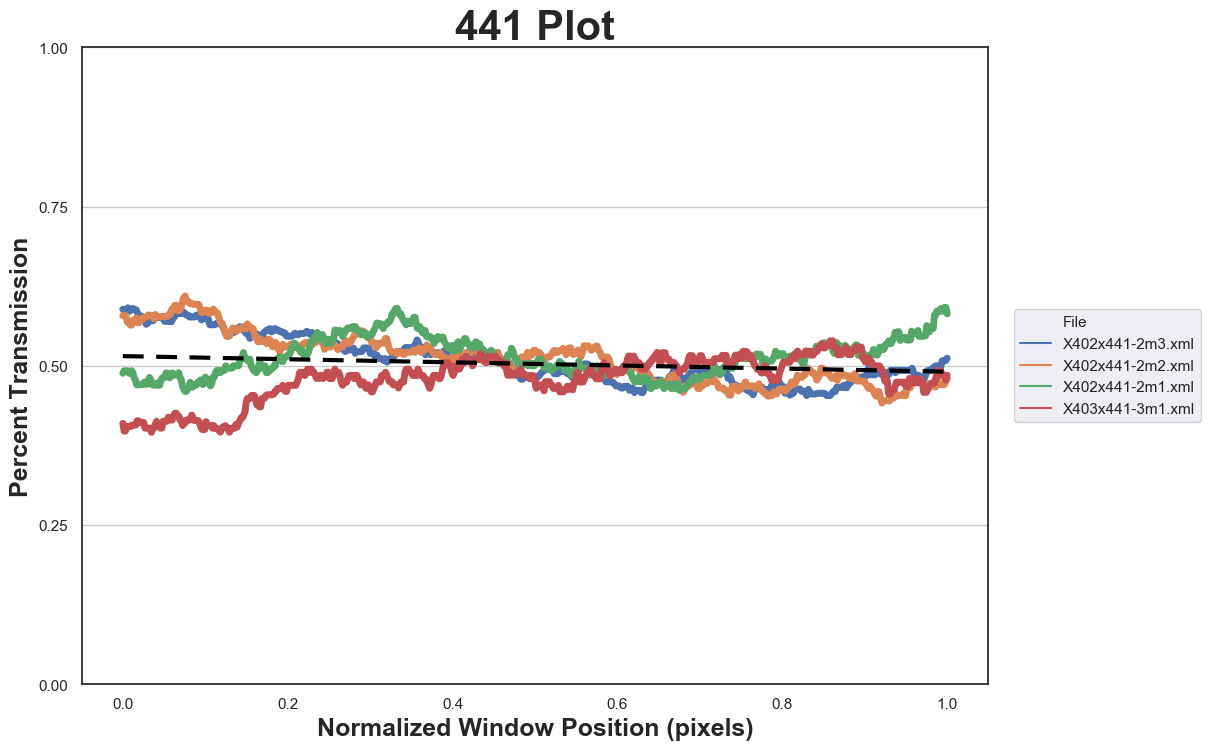 441 Plot
1.00
0.75
0.50
0.25
0.00
Percent Transmission
0.0 0.2 0.4 0.6 0.8 1.0
Normalized Window Position (pixels)
File
X402x441-2m3.xml
X402x441-2m2.xml
X402x441-2m1.xml
X403x441-3m1.xml